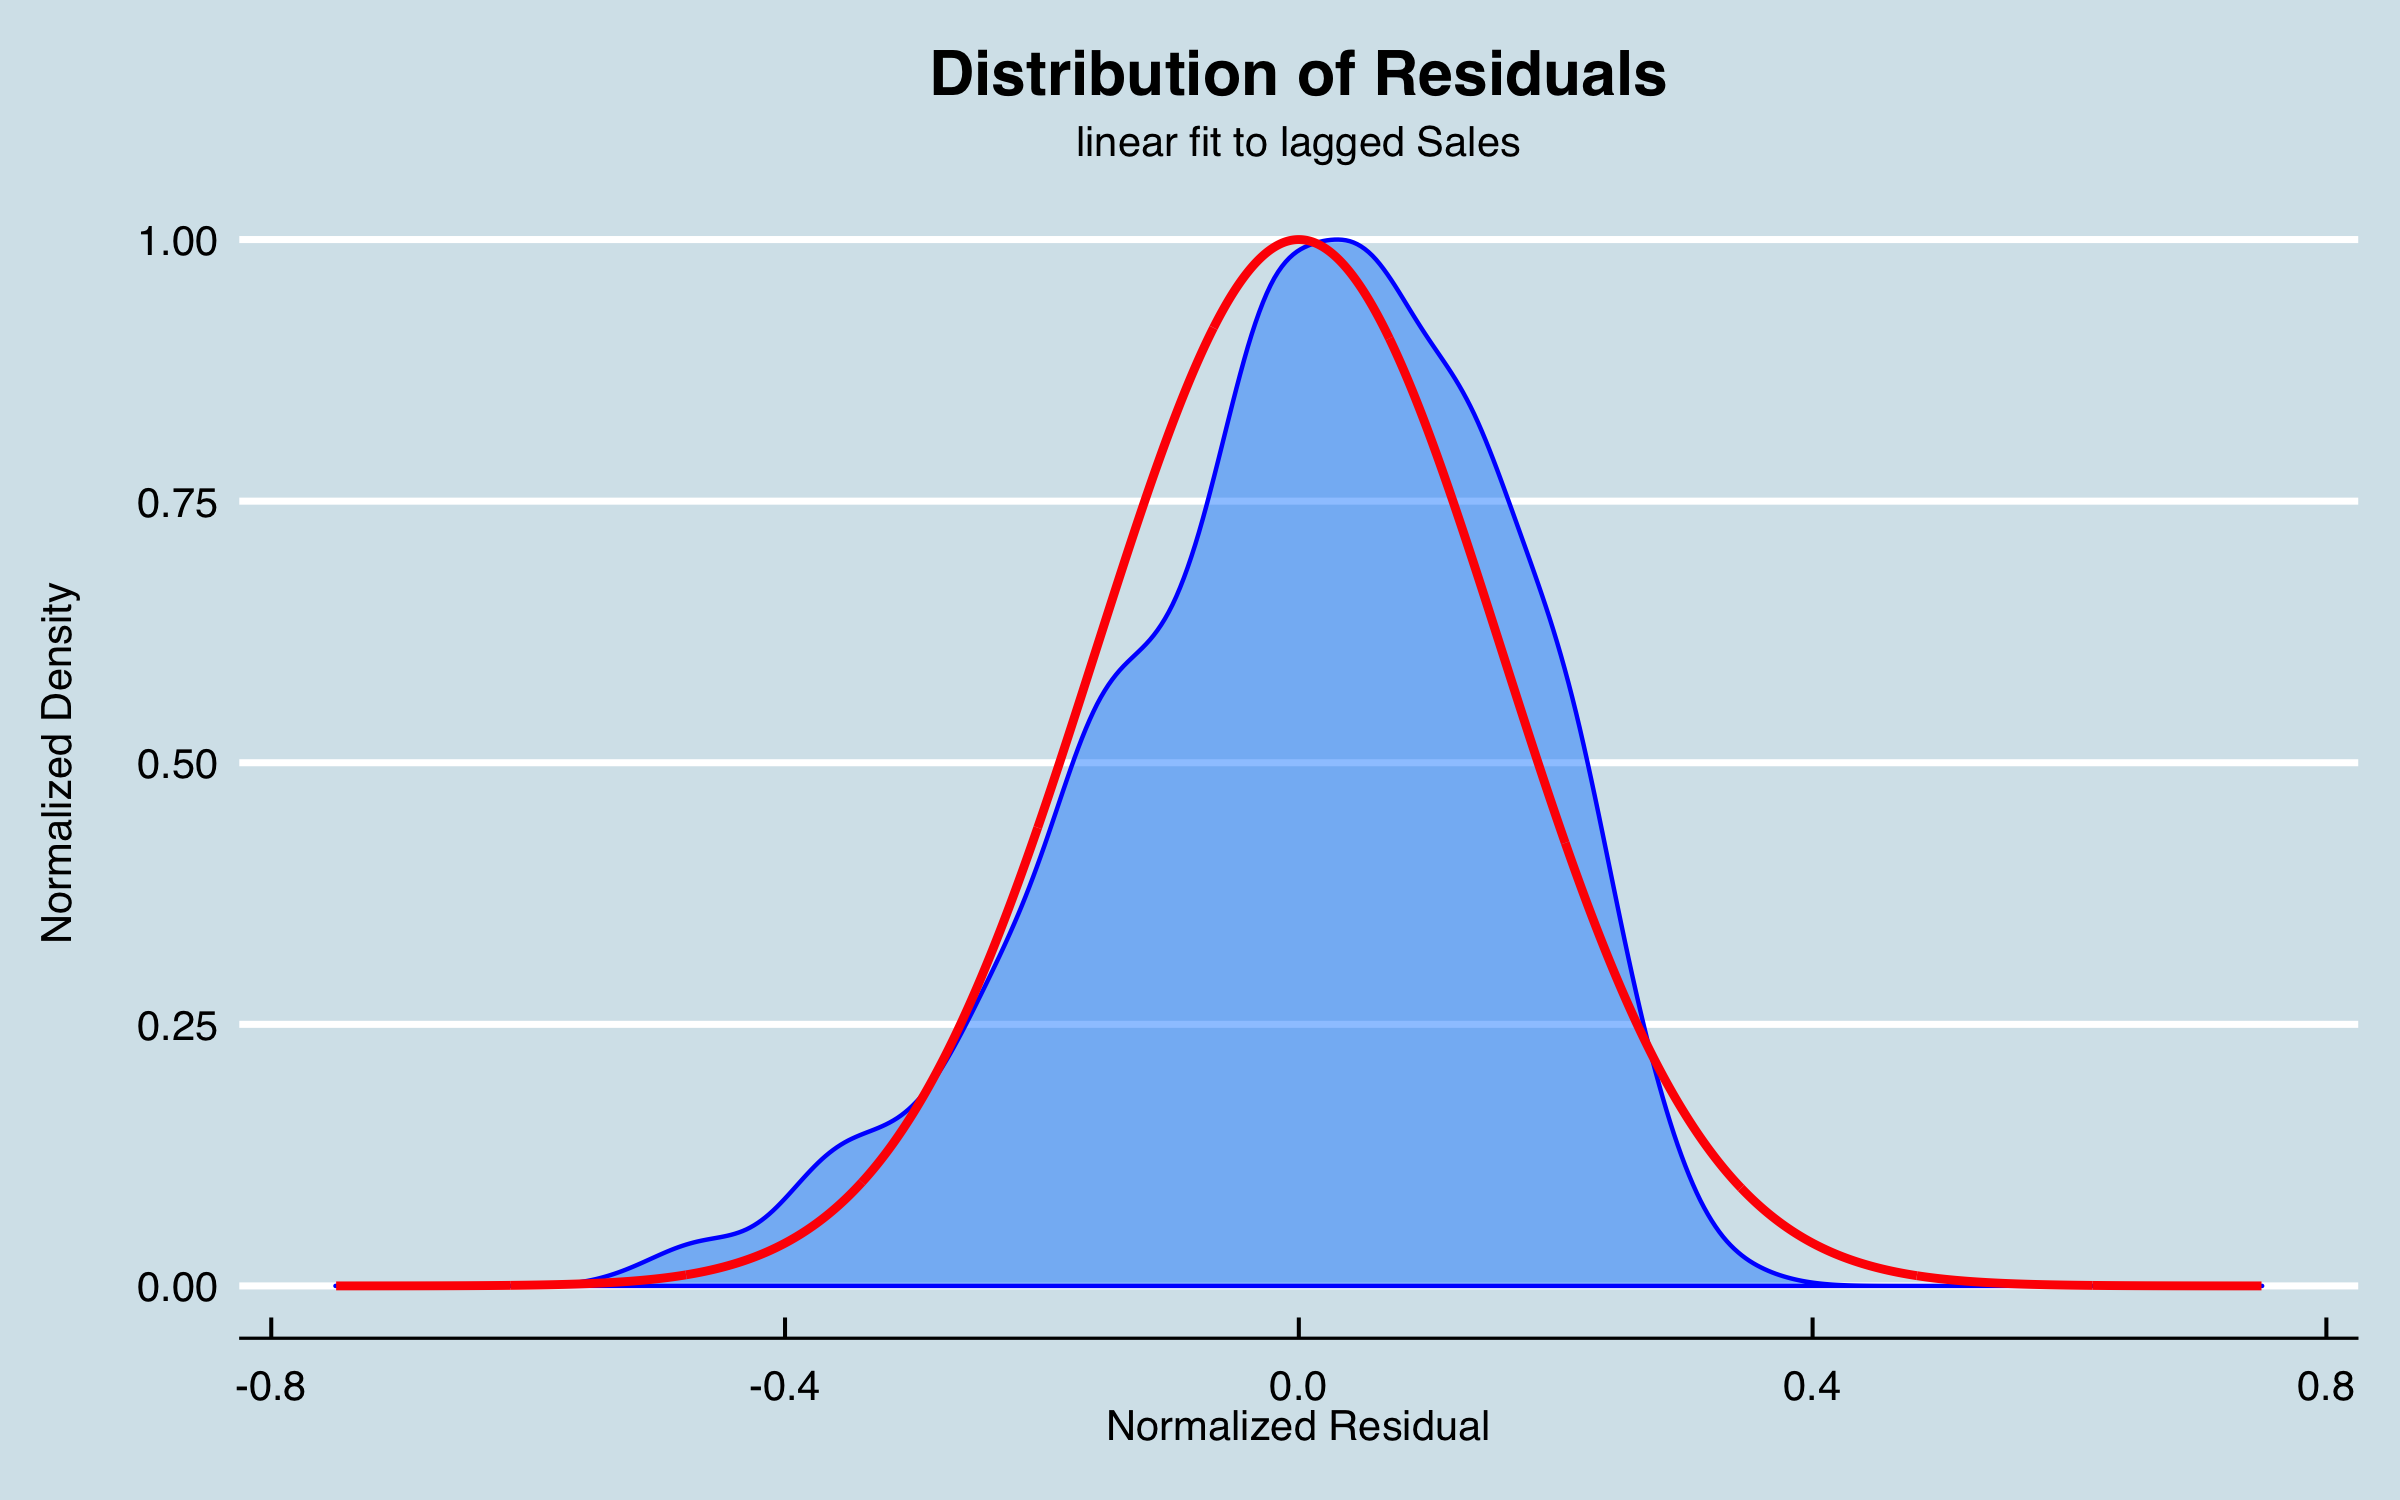 Distribution of Residuals
linear fit to lagged Sales
1.00
0.75
0.50
0.25
0.00
Normalized Density
-0.8
-0.4
0.0
0.4
0.8
Normalized Residual